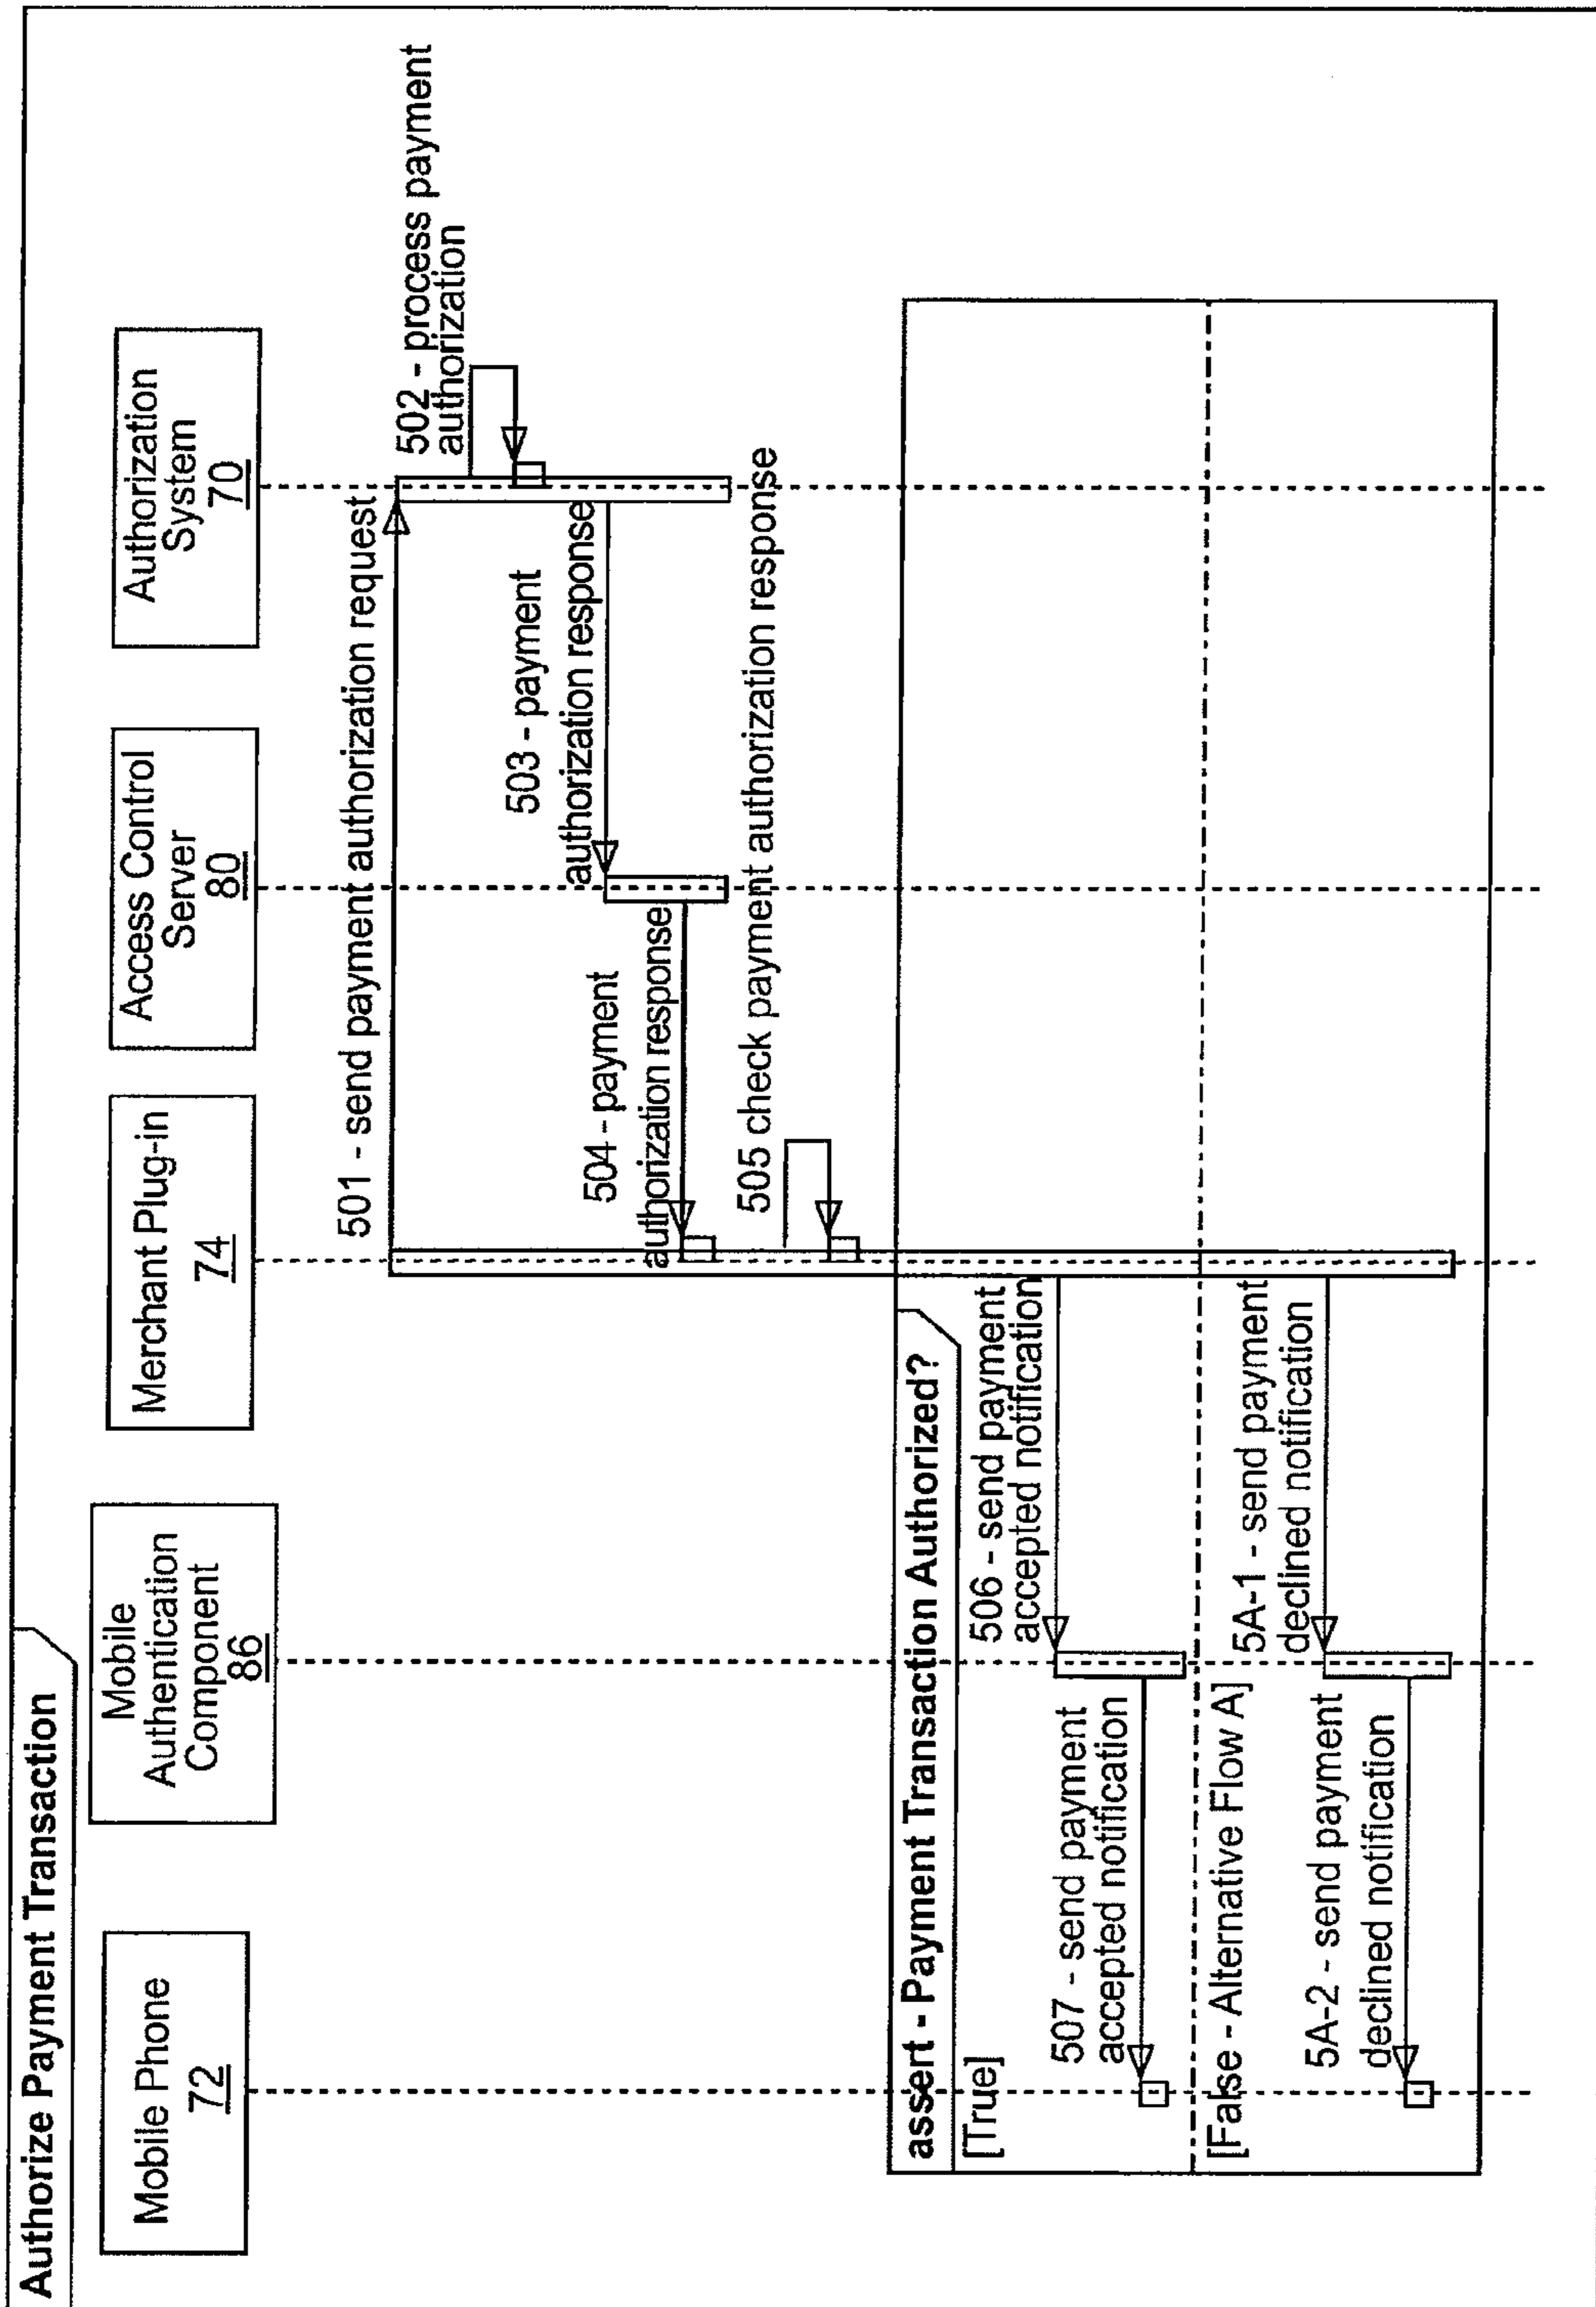 Authorize Payment Transaction
Mobile Phone
72
Mobile
Authentication
Component
86
Merchant Plug-in
74
Access Control
Server
80
Authorization
System
70
501 - send payment authorization request
502 - process payment
authorization
503 - payment
authorization response
504 - payment
authorization response
505 check payment authorization response
assert - Payment Transaction Authorized?
[True]
506 - send payment
accepted notification
507 - send payment
accepted notification
[False - Alternative Flow A]
5A-1 - send payment
declined notification
5A-2 - send payment
declined notification